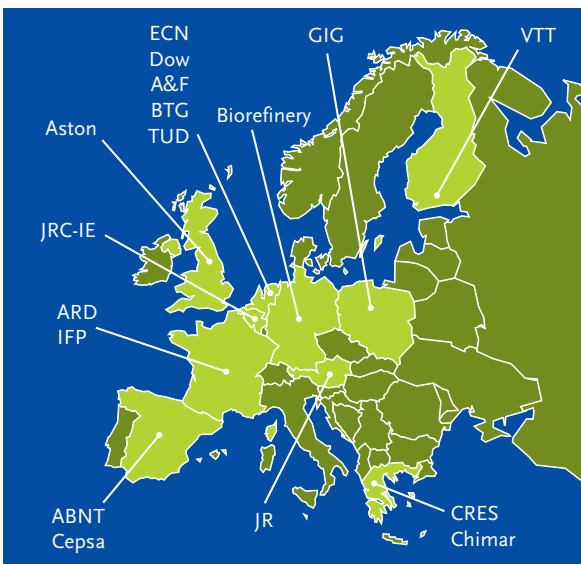 ECN
Dow
A&F
BTG
TUD
GIG
VTT
Biorefinery
Aston
JRC-IE
ARD
IFP
ABNT
Cepsa
JR
CRES
Chimar